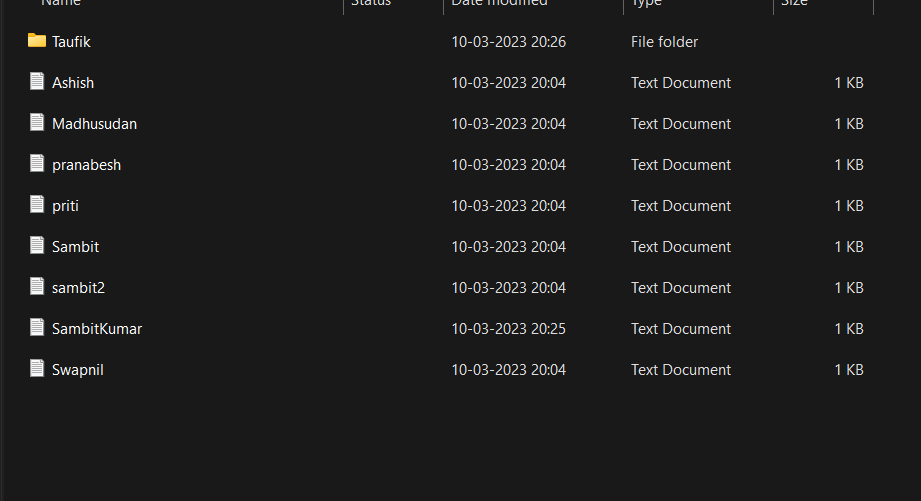 Name Status Date modified Type Size
Taufik 10-03-2023 20:26 File folder
Ashish 10-03-2023 20:04 Text Document 1 KB
Madhusudan 10-03-2023 20:04 Text Document 1 KB
pranabesh 10-03-2023 20:04 Text Document 1 KB
priti 10-03-2023 20:04 Text Document 1 KB
Sambit 10-03-2023 20:04 Text Document 1 KB
sambit2 10-03-2023 20:04 Text Document 1 KB
SambitKumar 10-03-2023 20:25 Text Document 1 KB
Swapnil 10-03-2023 20:04 Text Document 1 KB